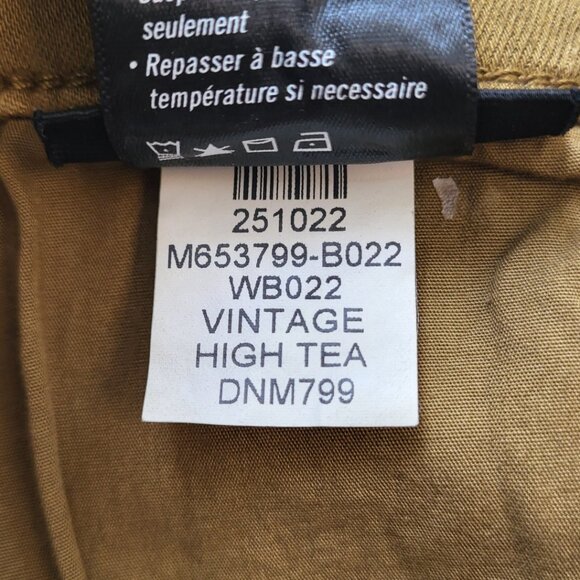 seulement
• Repasser à basse
température si necessaire
251022
M653799-B022
WB022
VINTAGE
HIGH TEA
DNM799